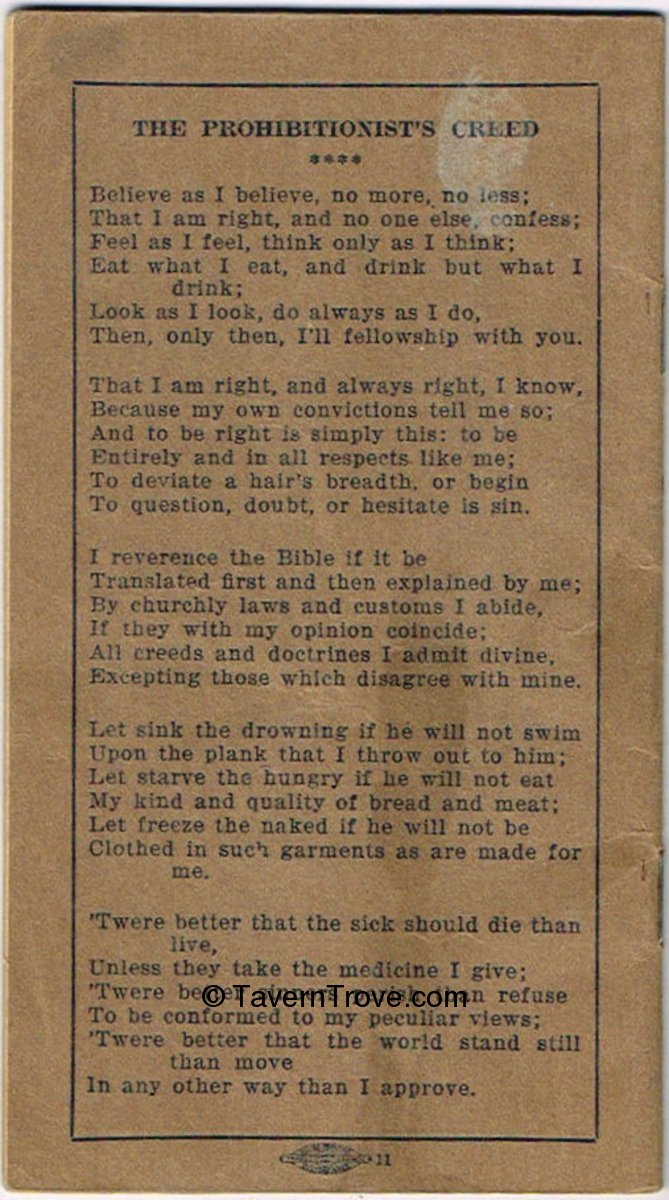 THE PROHIBITIONIST'S CREED
****
Believe as I believe, no more, no less;
That I am right, and no one else, confess;
Feel as I feel, think only as I think;
Eat what I eat, and drink but what I
drink;
Look as I look, do always as I do,
Then, only then, I'll fellowship with you.
That I am right, and always right, I know,
Because my own convictions tell me so;
And to be right is simply this: to be
Entirely and in all respects like me;
To deviate a hair's breadth, or begin
To question, doubt, or hesitate is sin.
I reverence the Bible if it be
Translated first and then explained by me;
By churchly laws and customs I abide,
If they with my opinion coincide;
All creeds and doctrines I admit divine,
Excepting those which disagree with mine.
Let sink the drowning if he will not swim
Upon the plank that I throw out to him;
Let starve the hungry if he will not eat
My kind and quality of bread and meat;
Let freeze the naked if he will not be
Clothed in such garments as are made for
me.
'Twere better that the sick should die than
live,
Unless they take the medicine I give;
'Twere better sinners perish than refuse
© TavernTrove.com
To be conformed to my peculiar views;
'Twere better that the world stand still
than move
In any other way than I approve.
11